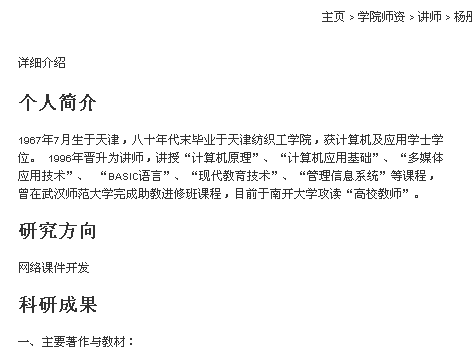 主页 > 学院师资 > 讲师 > 杨
详细介绍
个人简介
1967年7月生于天津，八十年代末毕业于天津纺织工学院，获计算机及应用学士学
位。 1996年晋升为讲师，讲授“计算机原理”、“计算机应用基础”、“多媒体
应用技术”、 “BASIC语言”、“现代教育技术”、“管理信息系统”等课程，
曾在武汉师范大学完成助教进修班课程，目前于南开大学攻读“高校教师”。
研究方向
网络课件开发
科研成果
一、主要著作与教材：